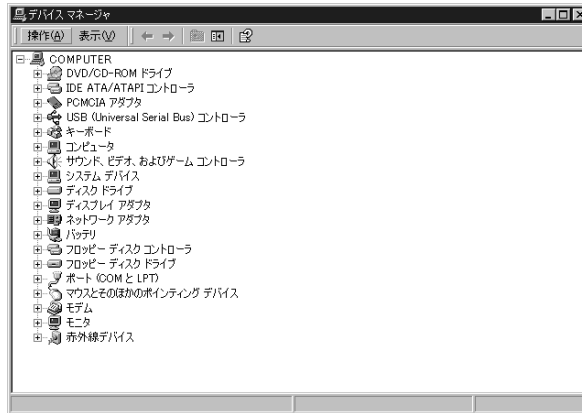 デバイス マネージャ
操作(A) 表示(V)
COMPUTER
DVD/CD-ROM ドライブ
IDE ATA/ATAPI コントローラ
PCMCIA アダプタ
USB (Universal Serial Bus) コントローラ
キーボード
コンピュータ
サウンド、ビデオ、およびゲーム コントローラ
システム デバイス
ディスク ドライブ
ディスプレイ アダプタ
ネットワーク アダプタ
バッテリ
フロッピー ディスク コントローラ
フロッピー ディスク ドライブ
ポート (COM と LPT)
マウスとそのほかのポインティング デバイス
モデム
モニタ
赤外線デバイス